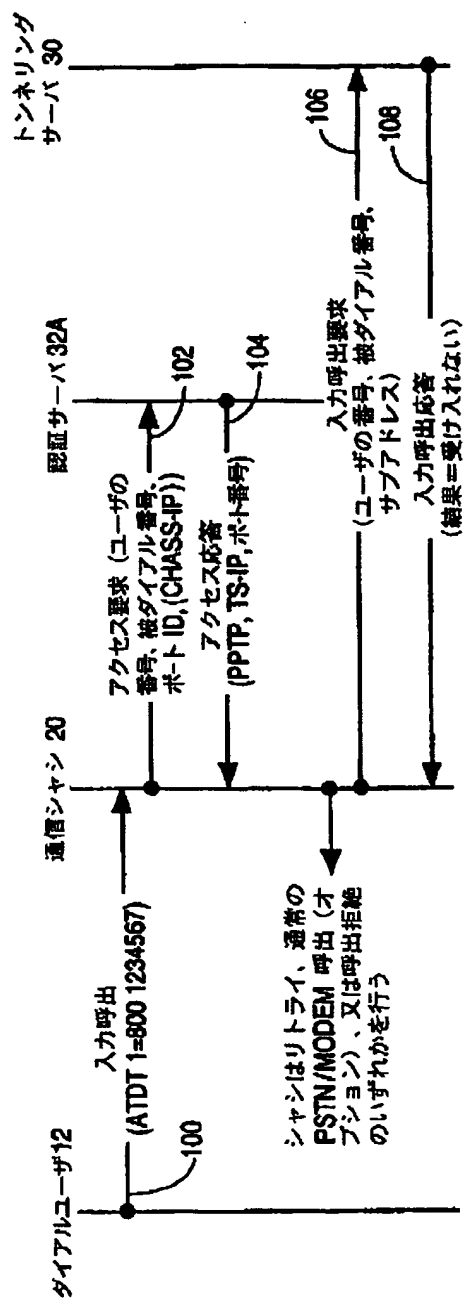 ダイアルユーザ12
通信シャシ 20
認証サーバ 32A
トンネリング
サーバ 30
入力呼出
(ATDT 1=800 1234567)
100
アクセス要求 (ユーザの
番号、被ダイアル番号、
ポート ID, (CHASS-IP))
102
アクセス応答
(PPTP, TS-IP, ポート番号)
104
シャシはリトライ、通常の
PSTN/MODEM 呼出 (オ
プション) 、又は呼出拒絶
のいずれかを行う
入力呼出要求
(ユーザの番号、被ダイアル番号、
サブアドレス)
106
入力呼出応答
(結果=受け入れない)
108